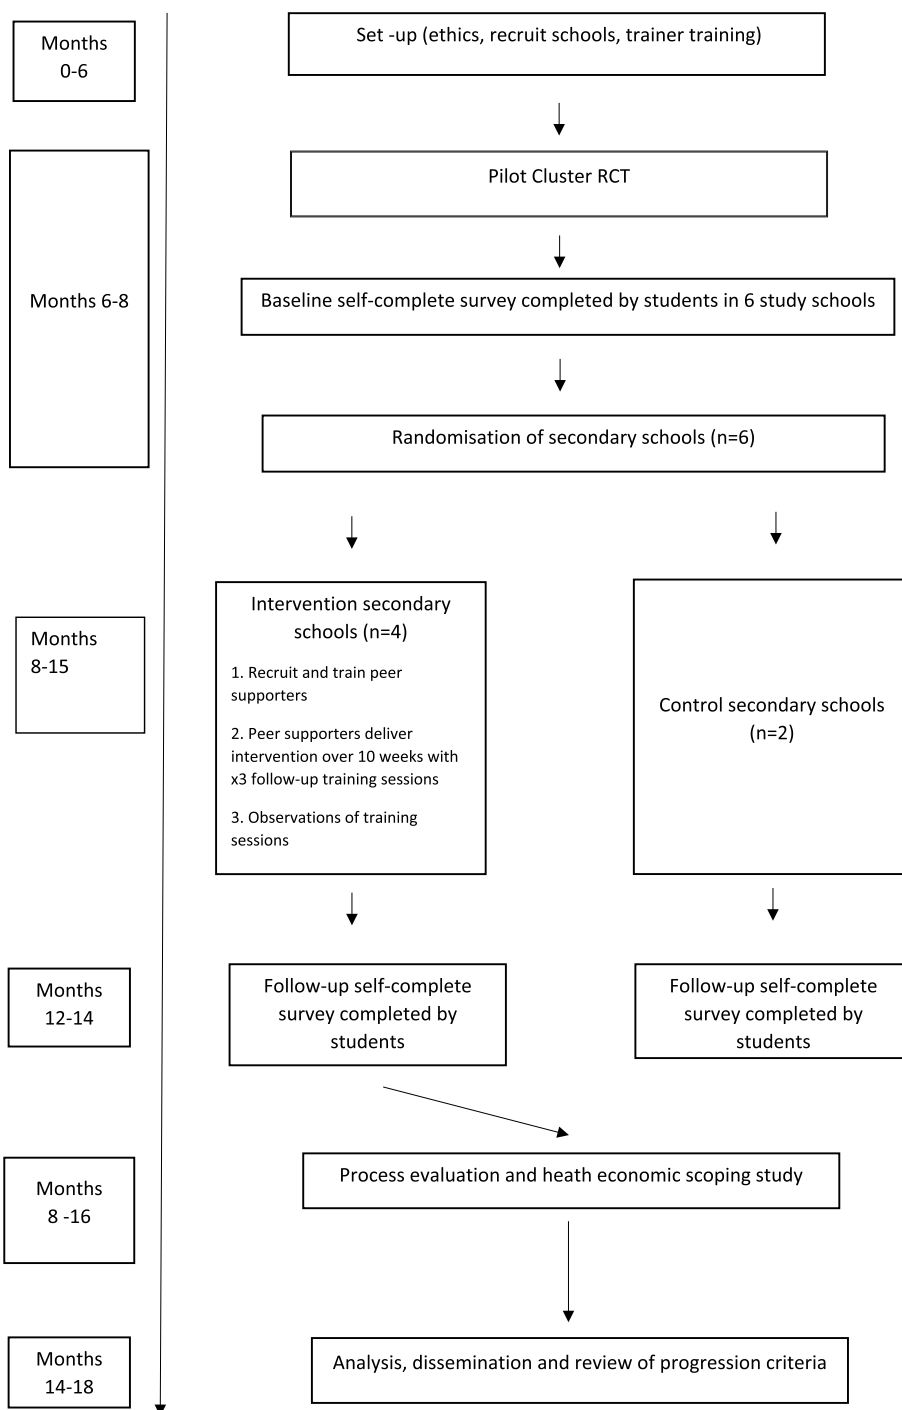 Months
0-6
Set -up (ethics, recruit schools, trainer training)
Pilot Cluster RCT
Months 6-8
Baseline self-complete survey completed by students in 6 study schools
Randomisation of secondary schools (n=6)
Months
8-15
Intervention secondary
schools (n=4)
1. Recruit and train peer
supporters
2. Peer supporters deliver
intervention over 10 weeks with
x3 follow-up training sessions
3. Observations of training
sessions
Control secondary schools
(n=2)
Months
12-14
Follow-up self-complete
survey completed by
students
Follow-up self-complete
survey completed by
students
Months
8 -16
Process evaluation and heath economic scoping study
Months
14-18
Analysis, dissemination and review of progression criteria